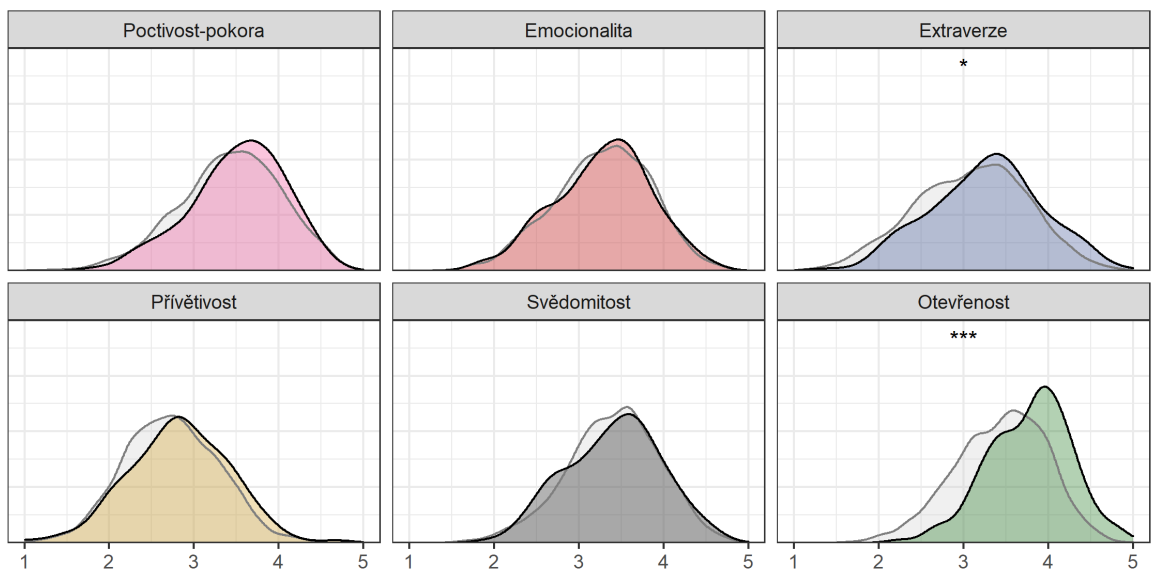 Poctivost-pokora
Emocionalita
Extraverze
*
Přívětivost
Svědomitost
Otevřenost
***
1 2 3 4 5
1 2 3 4 5
1 2 3 4 5